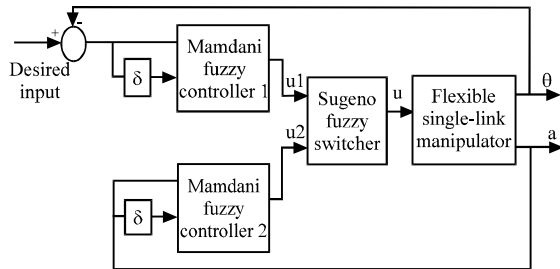 -
+
Desired
input
δ
Mamdani
fuzzy
controller 1
u1
u2
Sugeno
fuzzy
switcher
u
Flexible
single-link
manipulator
θ
a
δ
Mamdani
fuzzy
controller 2